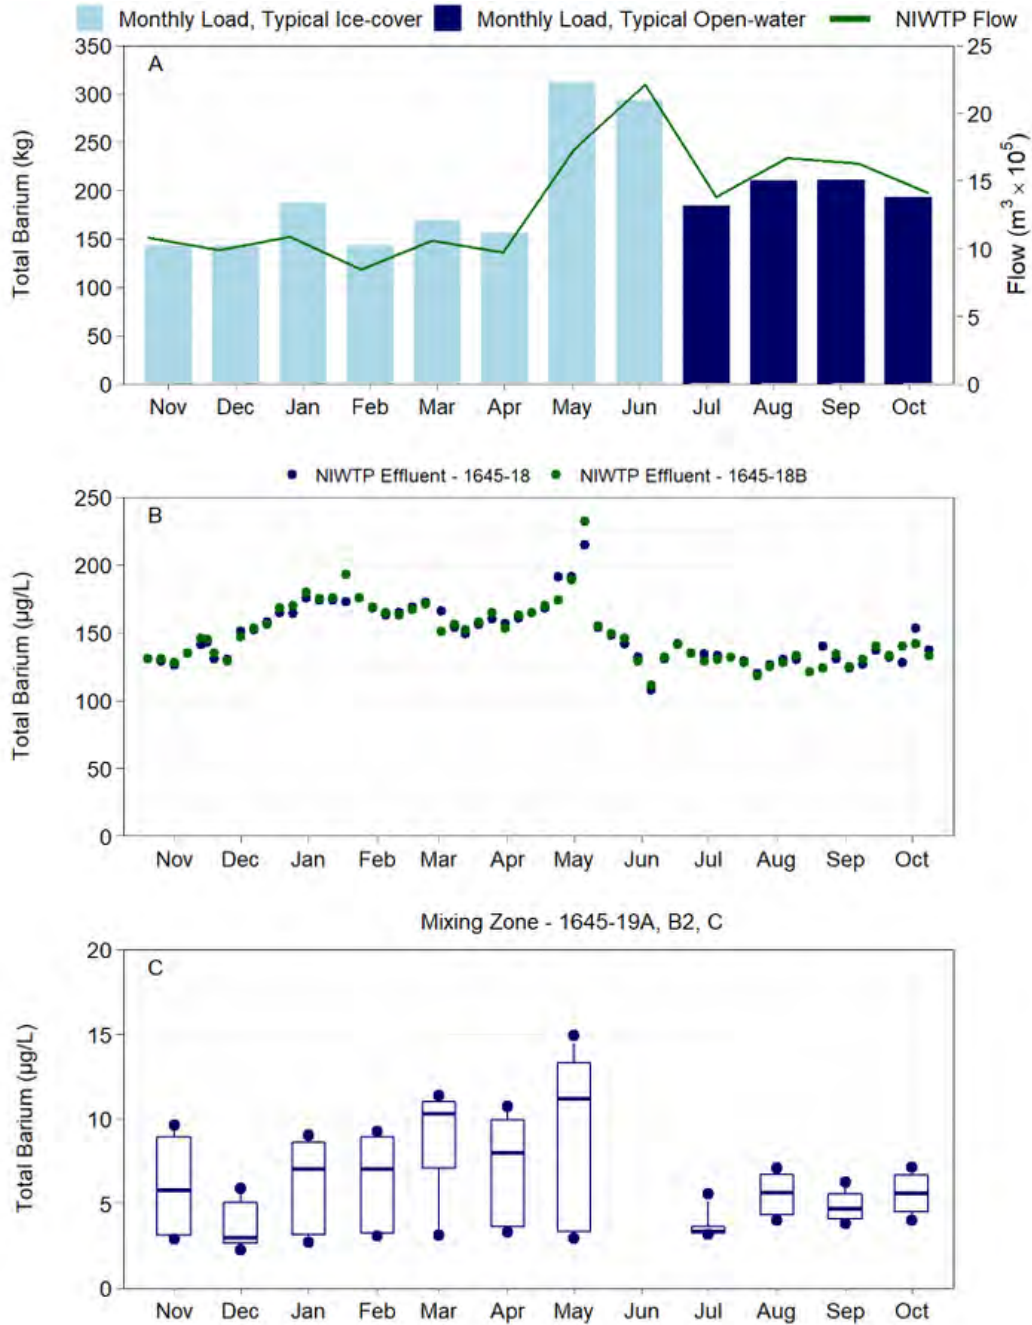 Monthly Load, Typical Ice-cover Monthly Load, Typical Open-water NIWTP Flow
A
Total Barium (kg)
350
300
250
200
150
100
50
0
25
20
15
10
5
0
Flow (m³ × 10⁵)
Nov Dec Jan Feb Mar Apr May Jun Jul Aug Sep Oct
NIWTP Effluent - 1645-18 NIWTP Effluent - 1645-18B
B
Total Barium (µg/L)
250
200
150
100
50
0
Nov Dec Jan Feb Mar Apr May Jun Jul Aug Sep Oct
Mixing Zone - 1645-19A, B2, C
C
Total Barium (µg/L)
20
15
10
5
0
Nov Dec Jan Feb Mar Apr May Jun Jul Aug Sep Oct